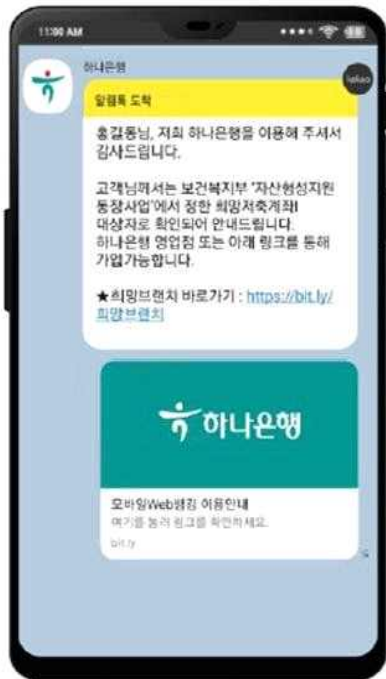 11:00 AM
하나은행
kakao
알림톡 도착
홍길동님, 저희 하나은행을 이용해 주셔서
감사드립니다.
고객님께서는 보건복지부 "자산형성지원
통장사업"에서 정한 희망저축계좌I
대상자로 확인되어 안내드립니다.
하나은행 영업점 또는 아래 링크를 통해
가입가능합니다.
★희망브랜치 바로가기 : https://bit.ly/
희망브랜치
하나은행
모바일Web뱅킹 이용안내
여기를 눌러 링크를 확인하세요.
bit.ly